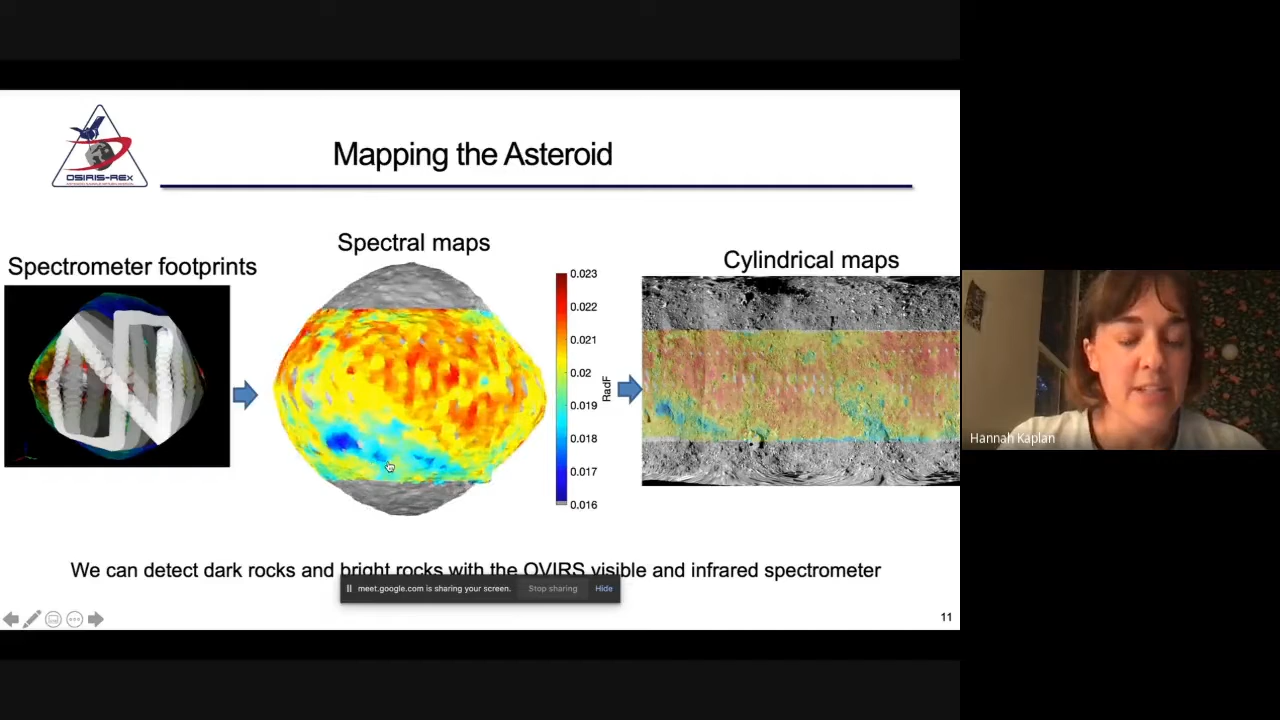 OSIRIS-REx
Mapping the Asteroid
Spectrometer footprints
Spectral maps
Cylindrical maps
0.023
0.022
0.021
0.02
0.019
0.018
0.017
0.016
RadF
Hannah Kaplan
We can detect dark rocks and bright rocks with the OVIRS visible and infrared spectrometer
meet.google.com is sharing your screen.
Stop sharing
Hide
11